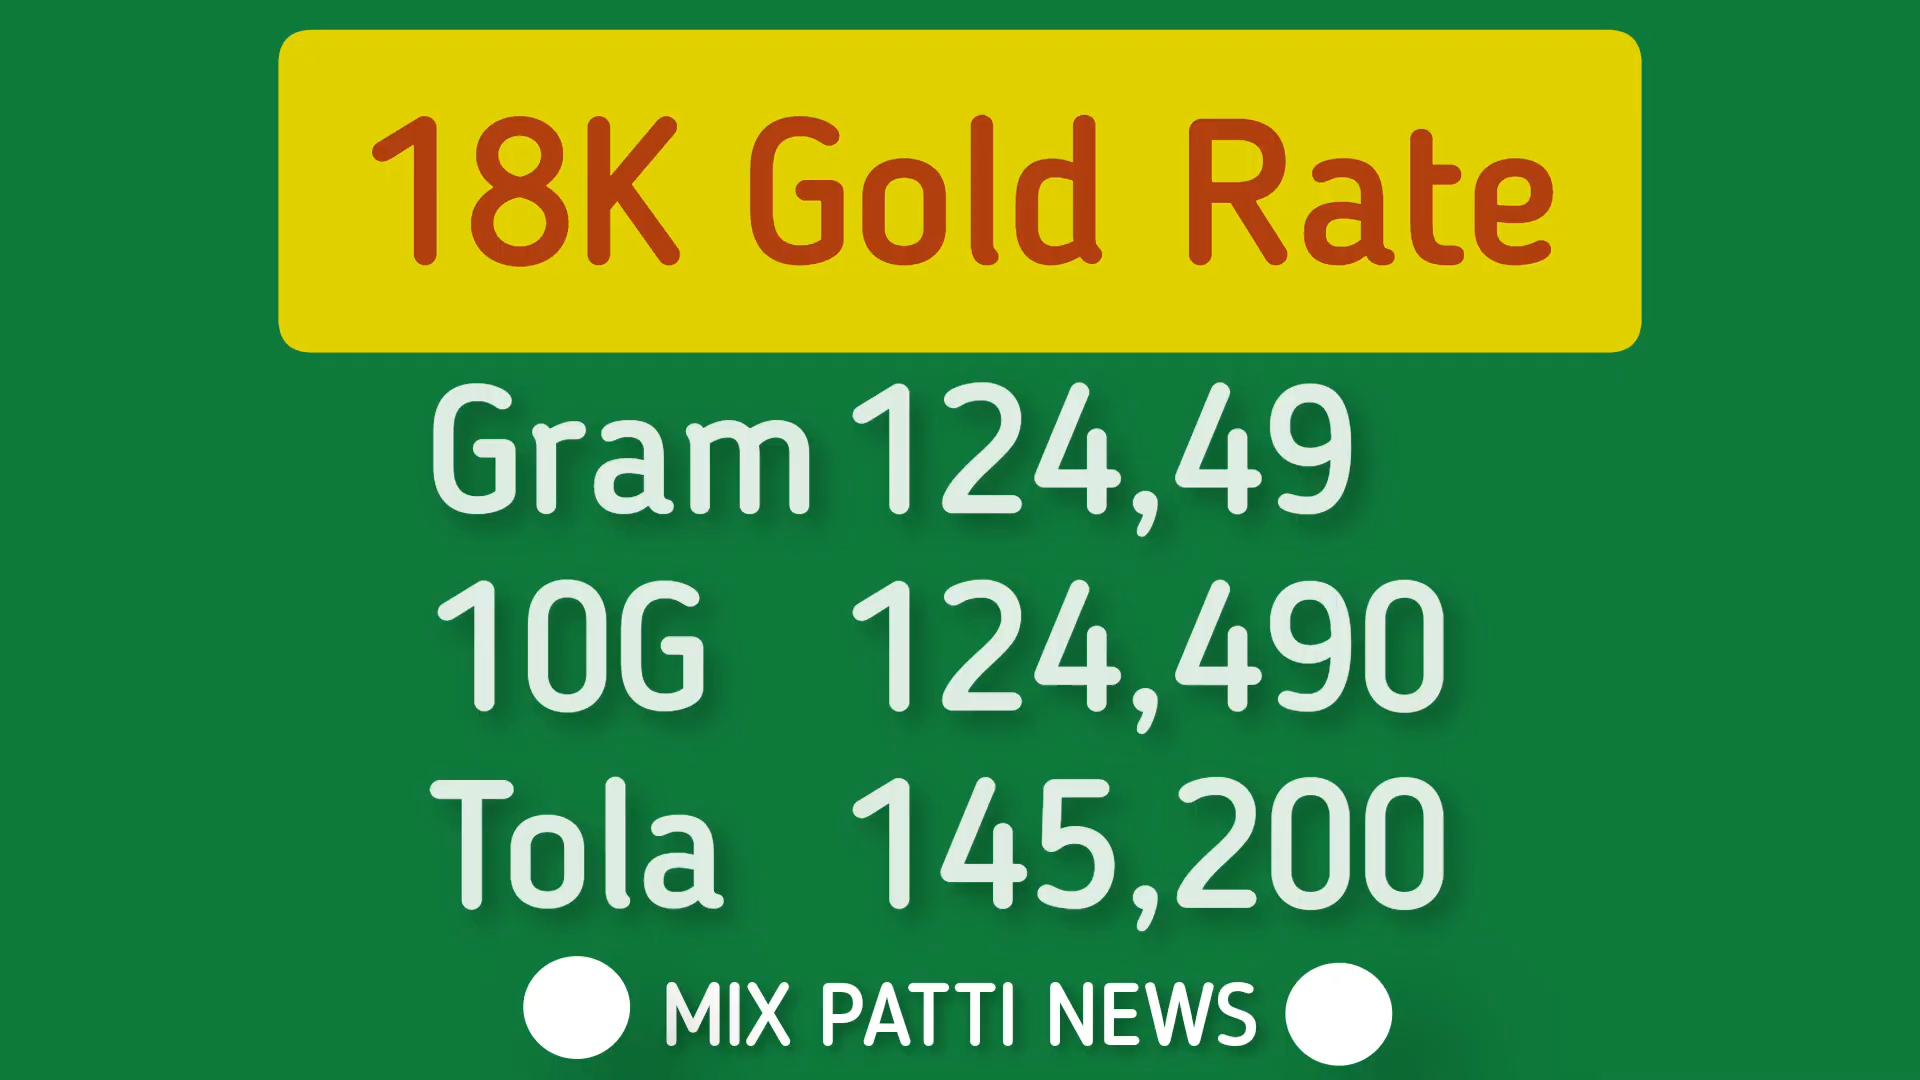 18K Gold Rate
Gram 124,49
10G 124,490
Tola 145,200
MIX PATTI NEWS